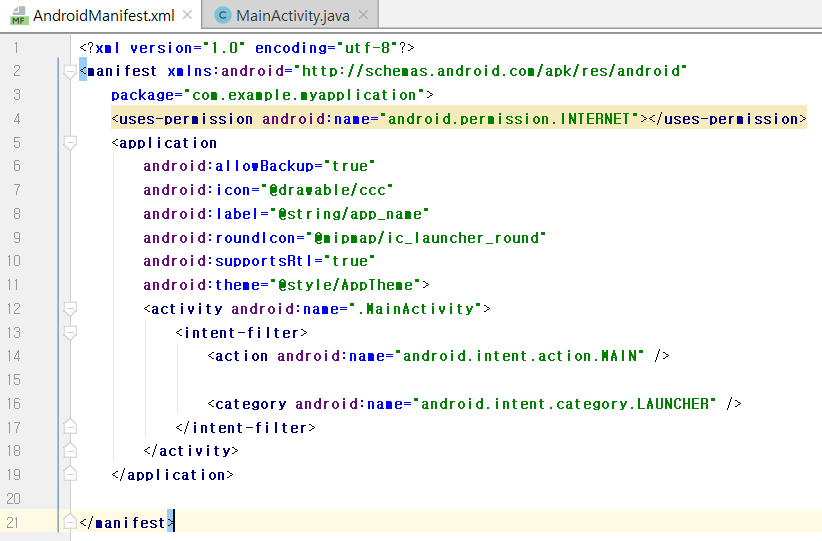 AndroidManifest.xml
MainActivity.java
1 <?xml version="1.0" encoding="utf-8"?>
2 <manifest xmlns:android="http://schemas.android.com/apk/res/android"
3 package="com.example.myapplication">
4 <uses-permission android:name="android.permission.INTERNET"></uses-permission>
5 <application
6 android:allowBackup="true"
7 android:icon="@drawable/ccc"
8 android:label="@string/app_name"
9 android:roundIcon="@mipmap/ic_launcher_round"
10 android:supportsRtl="true"
11 android:theme="@style/AppTheme">
12 <activity android:name=".MainActivity">
13 <intent-filter>
14 <action android:name="android.intent.action.MAIN" />
15
16 <category android:name="android.intent.category.LAUNCHER" />
17 </intent-filter>
18 </activity>
19 </application>
20
21 </manifest>